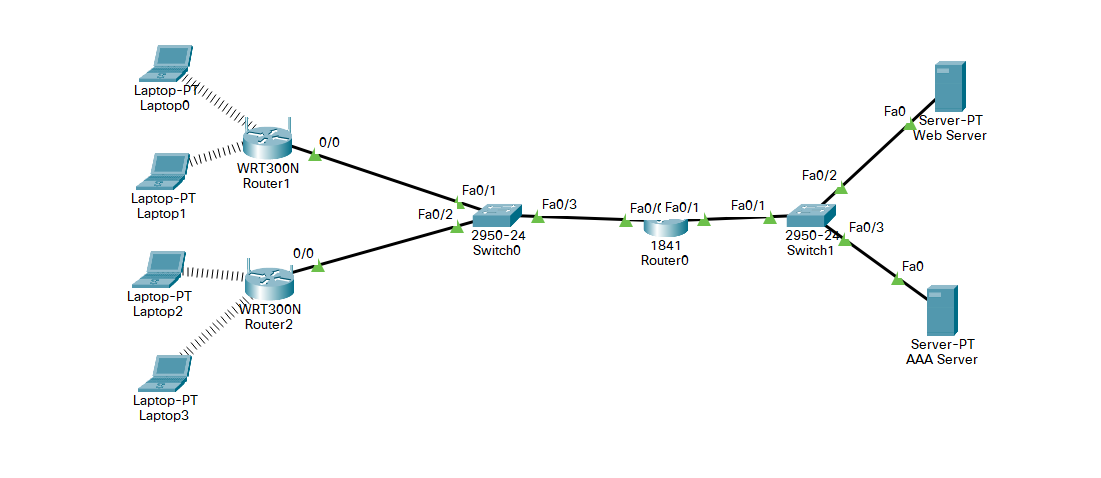 Laptop-PT
Laptop0
WRT300N
Router1
0/0
Laptop-PT
Laptop1
Laptop-PT
Laptop2
WRT300N
Router2
0/0
Laptop-PT
Laptop3
Fa0/1
Fa0/2
Fa0/3
2950-24
Switch0
Fa0/
Fa0/1
1841
Router0
Fa0/1
Fa0/2
Fa0/3
2950-24
Switch1
Fa0
Server-PT
Web Server
Fa0
Server-PT
AAA Server